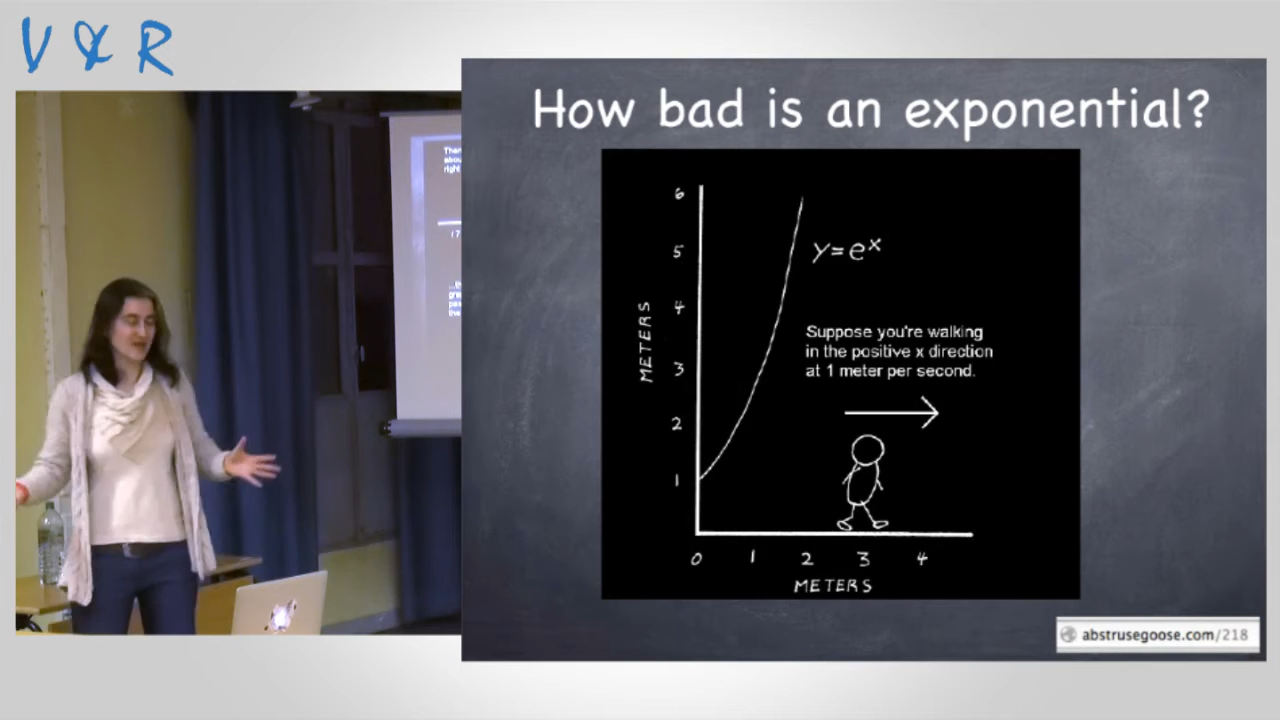 V & R
How bad is an exponential?
6
5
4
3
2
1
METERS
y=e^x
Suppose you're walking
in the positive x direction
at 1 meter per second.
0 1 2 3 4
METERS
abstrusegoose.com/218